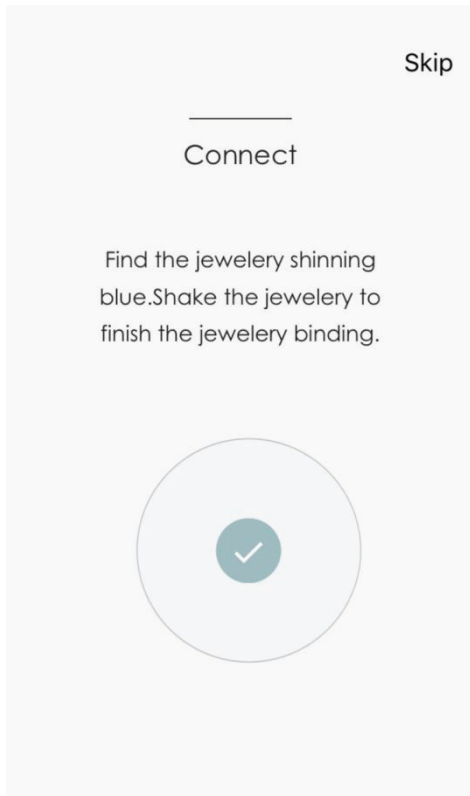 Skip
Connect
Find the jewelery shinning
blue.Shake the jewelery to
finish the jewelery binding.